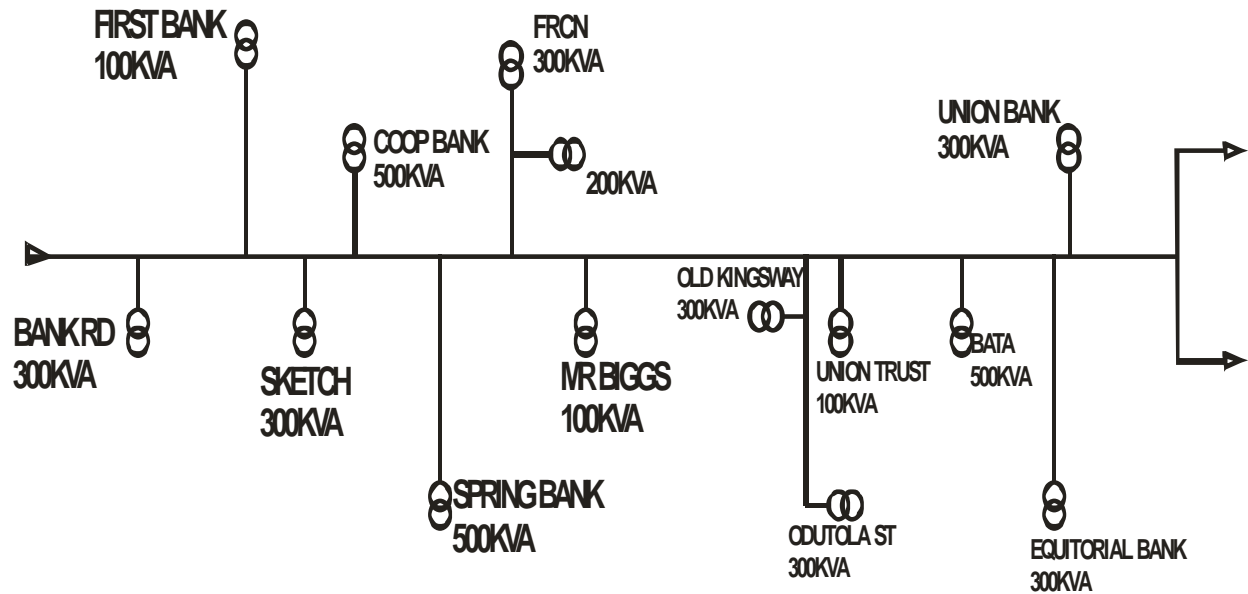 FIRST BANK
100KVA
FRCN
300KVA
COOP BANK
500KVA
200KVA
UNION BANK
300KVA
OLD KINGSWAY
300KVA
BANK RD
300KVA
SKETCH
300KVA
MR BIGGS
100KVA
UNION TRUST
100KVA
BATA
500KVA
SPRING BANK
500KVA
ODUTOLA ST
300KVA
EQUITORIAL BANK
300KVA